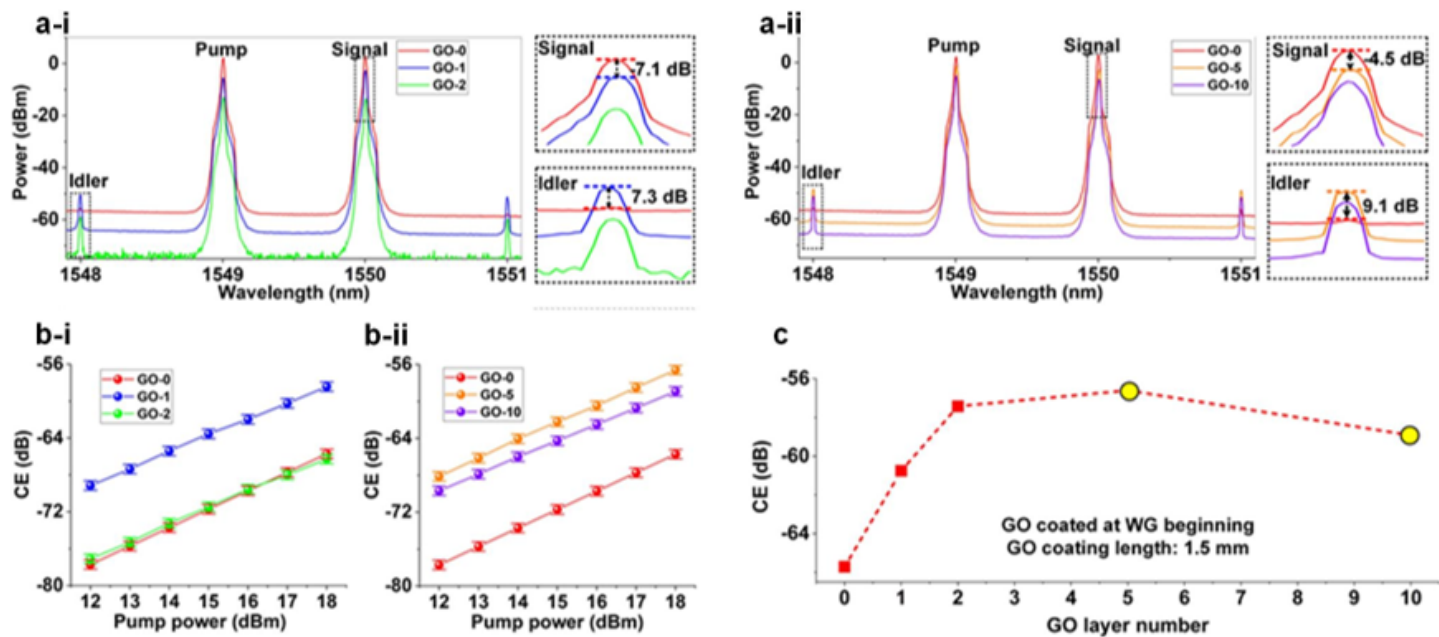 a-i
Pump
Signal
GO-0
GO-1
GO-2
Idler
Power (dBm)
0
-20
-40
-60
1548
1549
1550
1551
Wavelength (nm)
Signal
-7.1 dB
Idler
7.3 dB
a-ii
Pump
Signal
GO-0
GO-5
GO-10
Idler
Power (dBm)
0
-20
-40
-60
1548
1549
1550
1551
Wavelength (nm)
Signal
-4.5 dB
Idler
9.1 dB
b-i
GO-0
GO-1
GO-2
CE (dB)
-56
-64
-72
-80
12 13 14 15 16 17 18
Pump power (dBm)
b-ii
GO-0
GO-5
GO-10
CE (dB)
-56
-64
-72
-80
12 13 14 15 16 17 18
Pump power (dBm)
c
CE (dB)
-56
-60
-64
GO coated at WG beginning
GO coating length: 1.5 mm
0 1 2 3 4 5 6 7 8 9 10
GO layer number